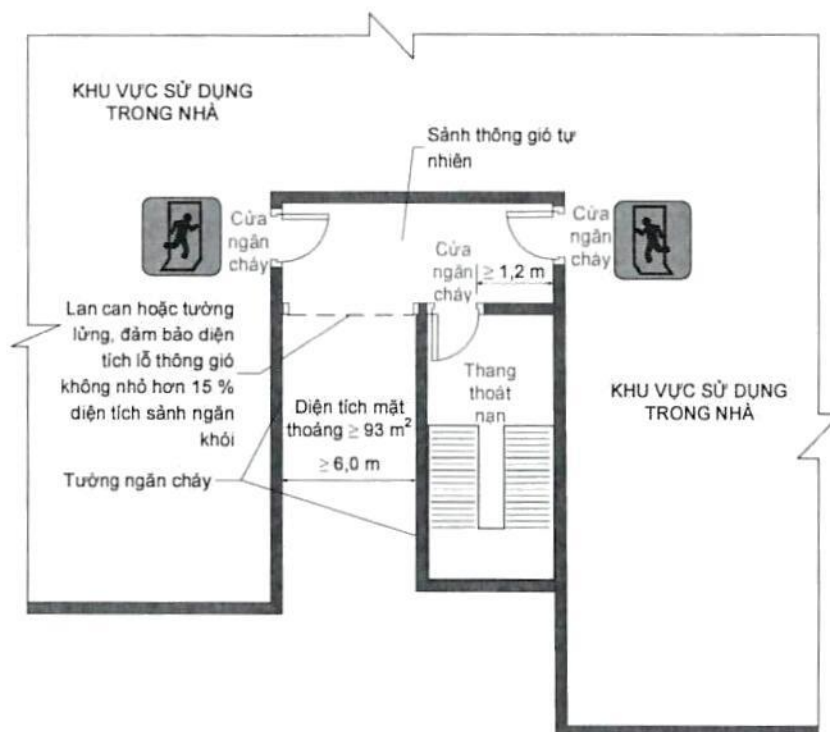 KHU VỰC SỬ DỤNG
TRONG NHÀ
Sảnh thông gió tự
nhiên
Cửa
ngăn
cháy
Cửa
ngăn
cháy
Cửa
ngăn
cháy
≥ 1,2 m
Lan can hoặc tường
lửng, đảm bảo diện
tích lỗ thông gió
không nhỏ hơn 15 %
diện tích sảnh ngăn
khói
Tường ngăn cháy
Diện tích mặt
thoáng ≥ 93 m²
≥ 6,0 m
Thang
thoát
nạn
KHU VỰC SỬ DỤNG
TRONG NHÀ